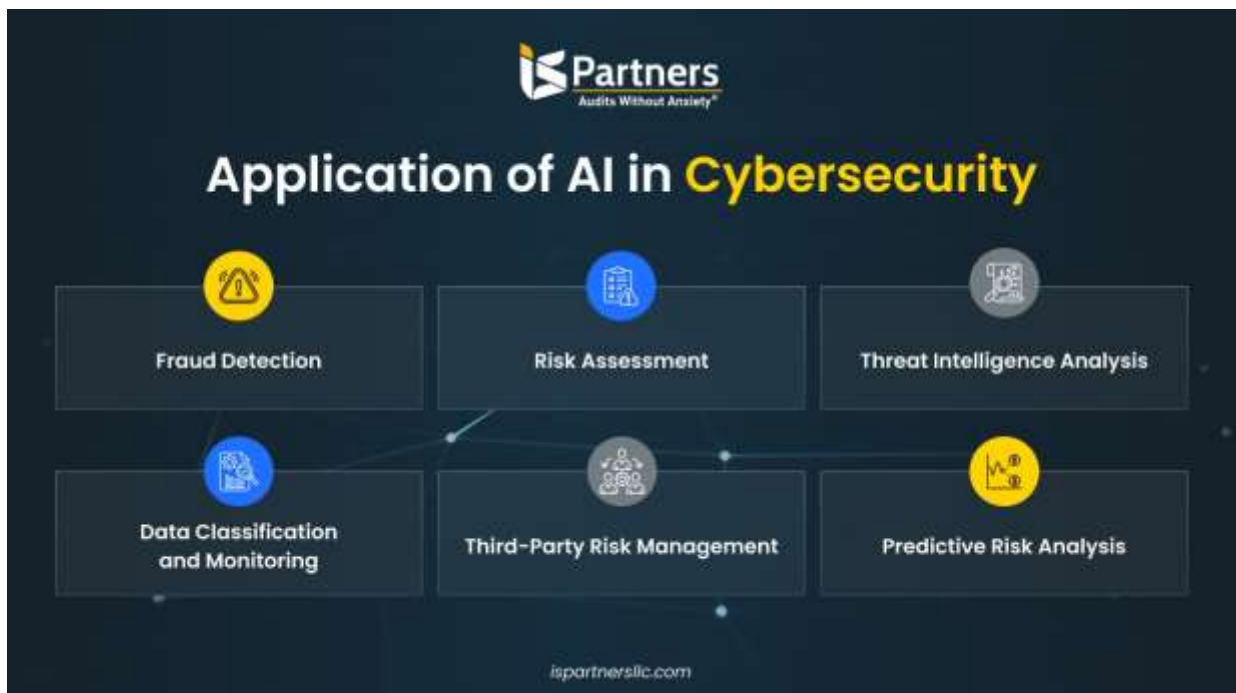 is Partners
Audits Without Anxiety®
Application of AI in Cybersecurity
Fraud Detection
Risk Assessment
Threat Intelligence Analysis
Data Classification
and Monitoring
Third-Party Risk Management
Predictive Risk Analysis
ispartnersllc.com